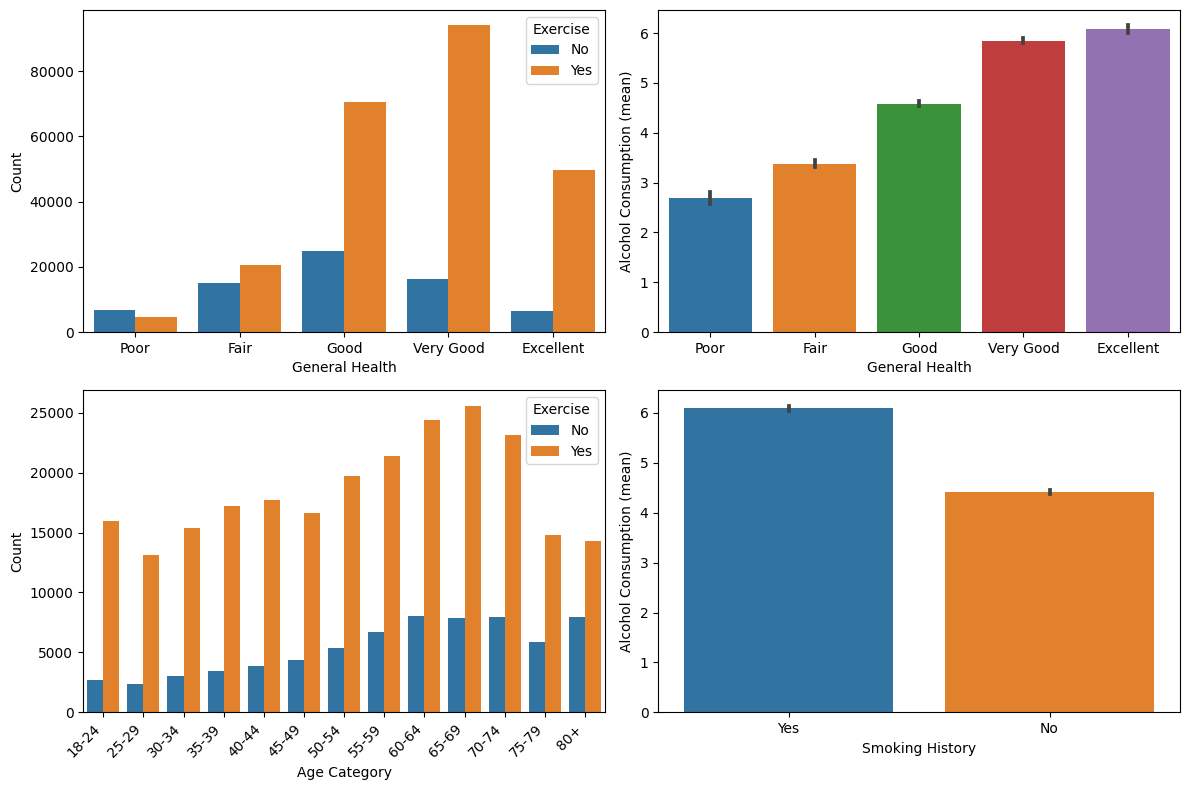 Exercise
No
Yes
80000
60000
40000
20000
0
Count
Poor Fair Good Very Good Excellent
General Health
6
5
4
3
2
1
0
Alcohol Consumption (mean)
Poor Fair Good Very Good Excellent
General Health
Exercise
No
Yes
25000
20000
15000
10000
5000
0
Count
18-24 25-29 30-34 35-39 40-44 45-49 50-54 55-59 60-64 65-69 70-74 75-79 80+
Age Category
6
5
4
3
2
1
0
Alcohol Consumption (mean)
Yes No
Smoking History